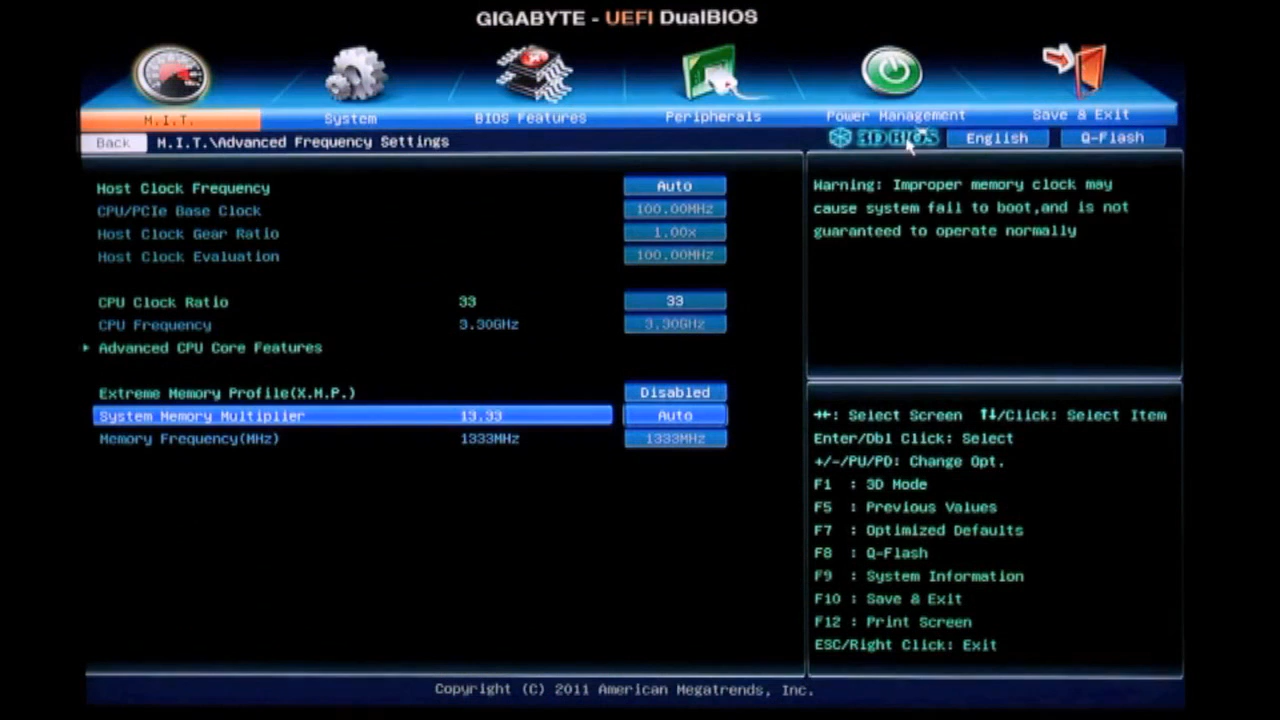 GIGABYTE - UEFI DualBIOS
M.I.T. System BIOS Features Peripherals Power Management Save & Exit
Back M.I.T.\Advanced Frequency Settings 3D BIOS English Q-Flash
Host Clock Frequency Auto
CPU/PCIe Base Clock 100.00MHz
Host Clock Gear Ratio 1.00x
Host Clock Evaluation 100.00MHz
CPU Clock Ratio 33 33
CPU Frequency 3.30GHz 3.30GHz
Advanced CPU Core Features
Extreme Memory Profile(X.M.P.) Disabled
System Memory Multiplier 13.33 Auto
Memory Frequency(MHz) 1333MHz 1333MHz
Warning: Improper memory clock may
cause system fail to boot,and is not
guaranteed to operate normally
→←: Select Screen ↑↓/Click: Select Item
Enter/Dbl Click: Select
+/-/PU/PD: Change Opt.
F1 : 3D Mode
F5 : Previous Values
F7 : Optimized Defaults
F8 : Q-Flash
F9 : System Information
F10 : Save & Exit
F12 : Print Screen
ESC/Right Click: Exit
Copyright (C) 2011 American Megatrends, Inc.